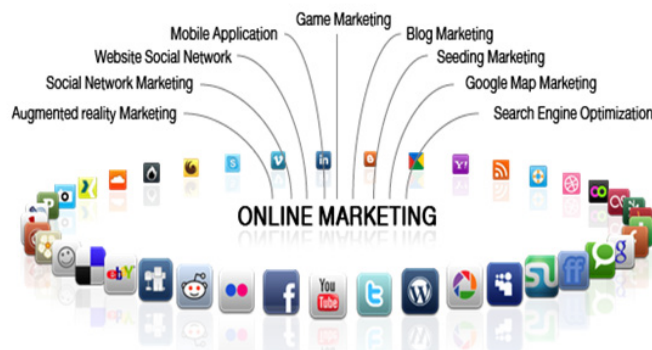 Game Marketing
Mobile Application
Blog Marketing
Website Social Network
Seeding Marketing
Social Network Marketing
Google Map Marketing
Augmented reality Marketing
Search Engine Optimization
ONLINE MARKETING
ebY
You
Tube